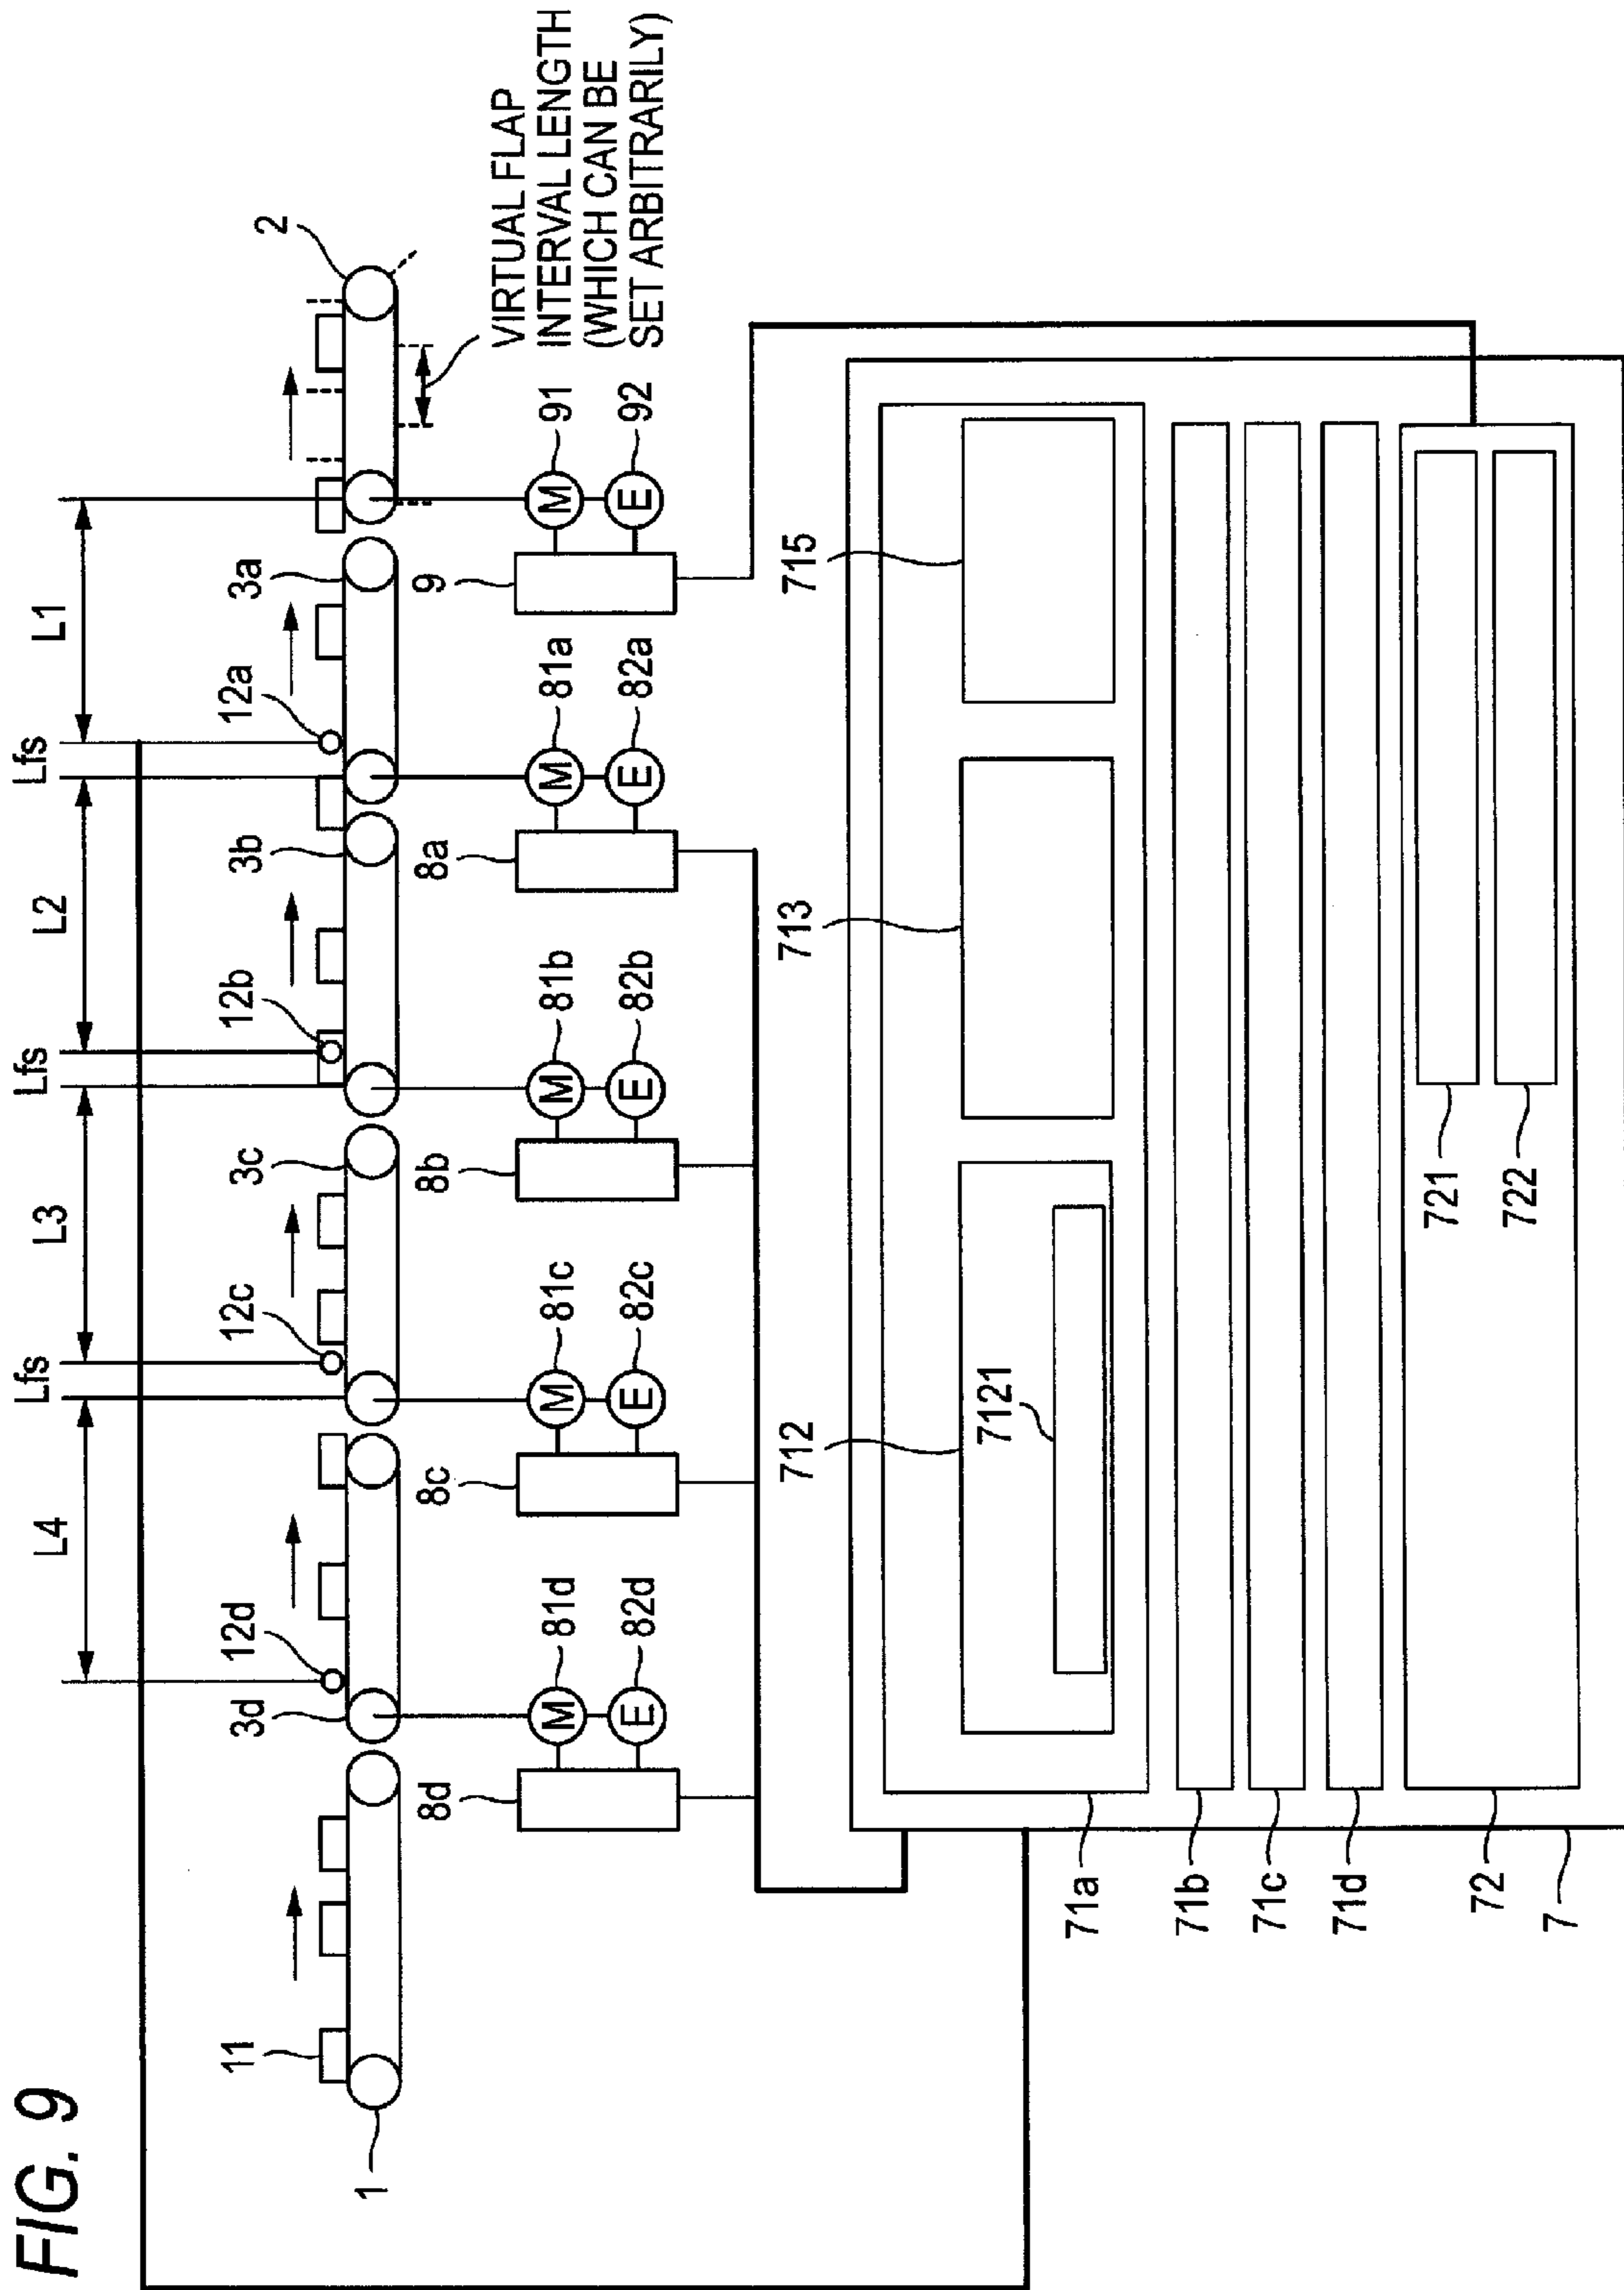 FIG. 9
L4
Lfs
L3
Lfs
L2
Lfs
L1
11
3d
12d
12c
3c
12b
3b
12a
3a
2
1
8d
81d
82d
8c
81c
82c
8b
81b
82b
8a
81a
82a
9
91
92
M
M
M
M
M
E
E
E
E
E
VIRTUAL FLAP
INTERVAL LENGTH
(WHICH CAN BE
SET ARBITRARILY)
712
7121
713
715
71a
71b
71c
71d
721
722
72
7